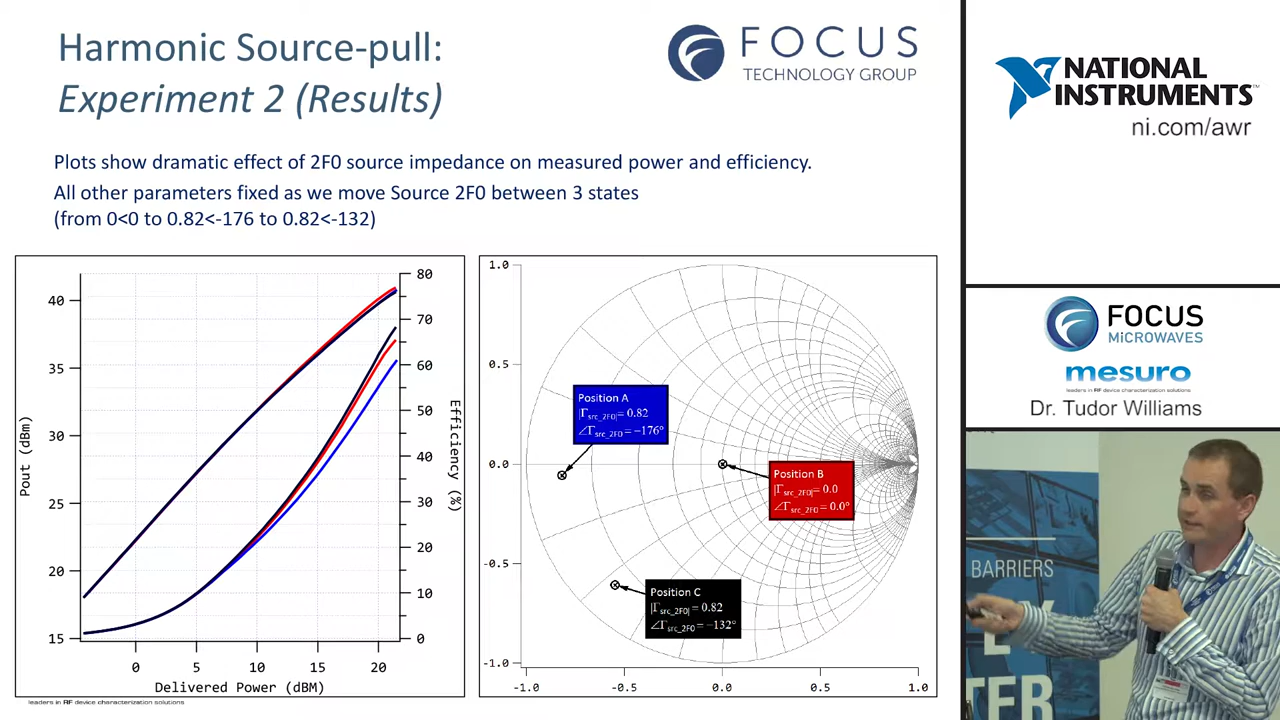 Harmonic Source-pull:
Experiment 2 (Results)
FOCUS
TECHNOLOGY GROUP
Plots show dramatic effect of 2F0 source impedance on measured power and efficiency.
All other parameters fixed as we move Source 2F0 between 3 states
(from 0<0 to 0.82<-176 to 0.82<-132)
40
35
30
25
20
15
Pout (dBm)
80
70
60
50
40
30
20
10
0
Efficiency (%)
0 5 10 15 20
Delivered Power (dBM)
1.0
0.5
0.0
-0.5
-1.0
-1.0 -0.5 0.0 0.5 1.0
Position A
|Γsrc_2F0|= 0.82
∠Γsrc_2F0 = −176°
Position B
|Γsrc_2F0|= 0.0
∠Γsrc_2F0 = 0.0°
Position C
|Γsrc_2F0|= 0.82
∠Γsrc_2F0 = −132°
leaders in RF device characterization solutions
NATIONAL
INSTRUMENTS™
ni.com/awr
FOCUS
MiCROWAVES
mesuro
leaders in RF device characterization solutions
Dr. Tudor Williams
BARRIERS